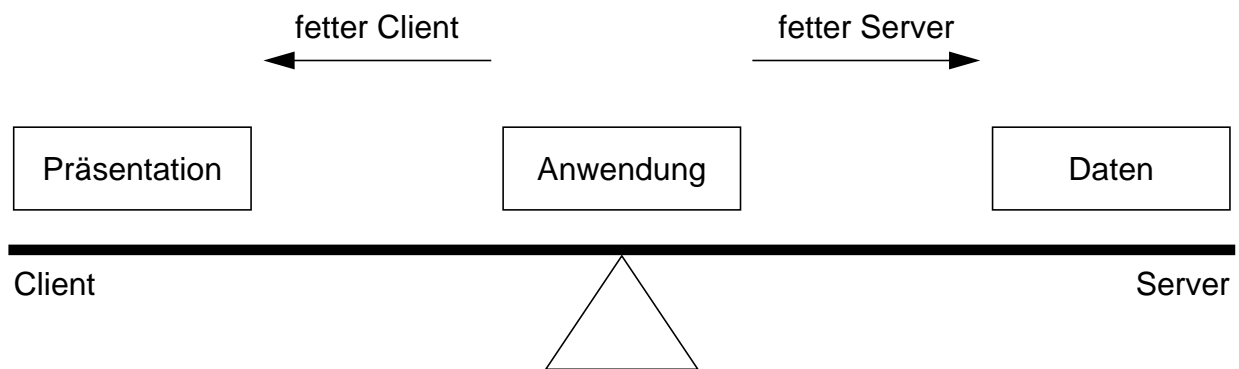 fetter Client
fetter Server
Präsentation
Anwendung
Daten
Client
Server